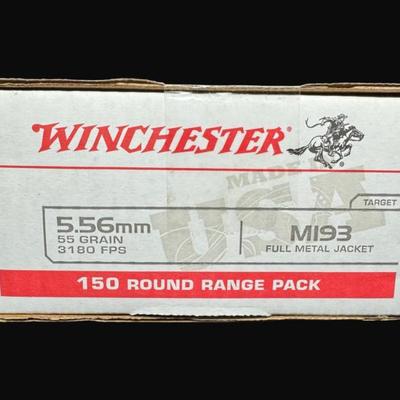 WINCHESTER®
MADE IN
USA
TARGET
5.56mm
55 GRAIN
3180 FPS
M193
FULL METAL JACKET
150 ROUND RANGE PACK